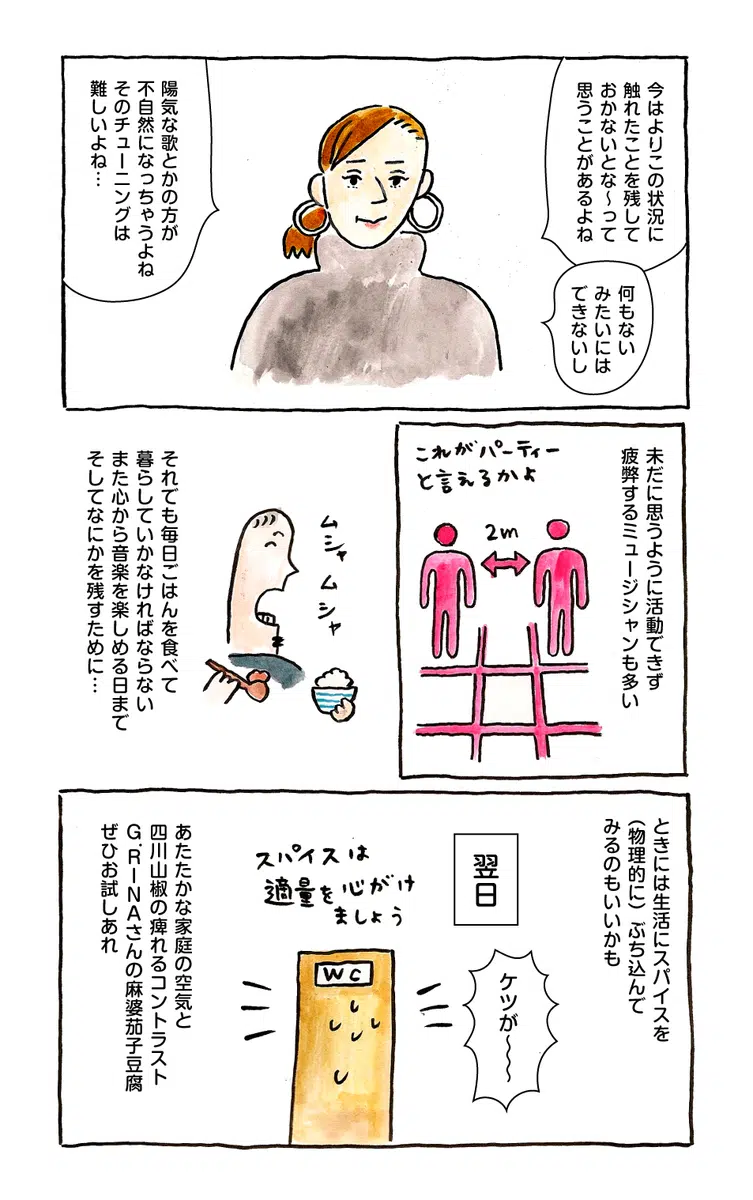 今はよりこの状況に
触れたことを残して
おかないとな〜って
思うことがあるよね
何もない
みたいには
できないし
陽気な歌とかの方が
不自然になっちゃうよね
そのチューニングは
難しいよね…
未だに思うように活動できず
疲弊するミュージシャンも多い
これがパーティー
と言えるかよ
2m
ムシャ ムシャ
それでも毎日ごはんを食べて
暮らしていかなければならない
また心から音楽を楽しめる日まで
そしてなにかを残すために…
ときには生活にスパイスを
(物理的に)ぶち込んで
みるのもいいかも
翌日
ケツが〜〜
スパイスは
適量を心がけ
ましょう
WC
あたたかな家庭の空気と
四川山椒の痺れるコントラスト
G.RINAさんの麻婆茄子豆腐
ぜひお試しあれ